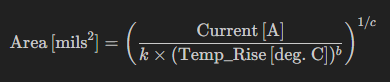 Area [mils²] = (Current [A] / k × (Temp_Rise [deg. C])ᵇ)^1/c